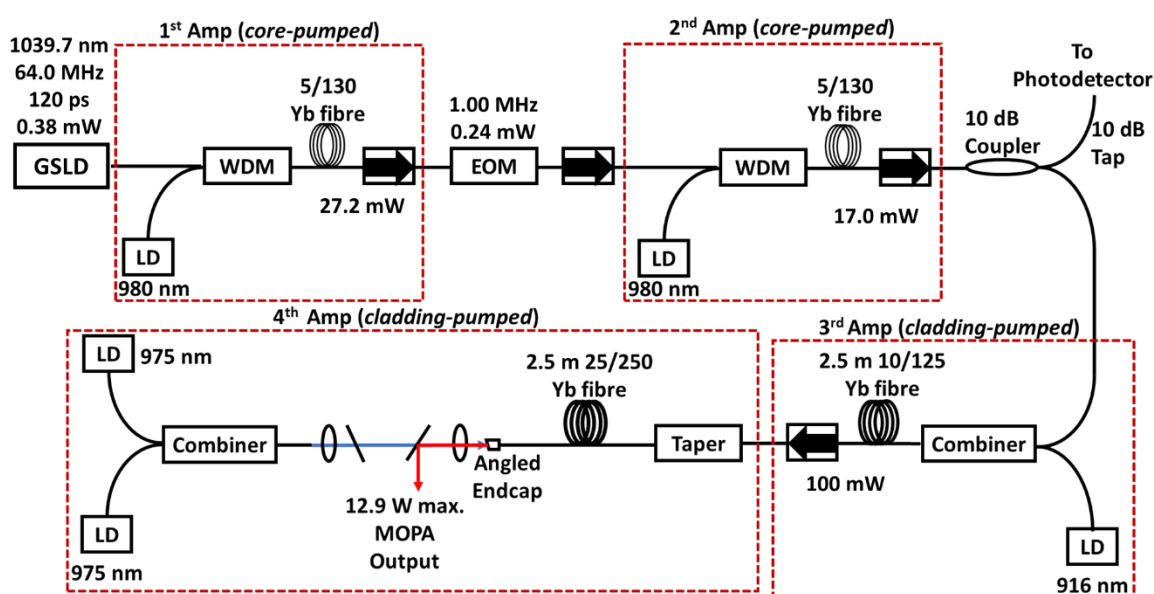 1039.7 nm
64.0 MHz
120 ps
0.38 mW
GSLD
1st Amp (core-pumped)
5/130
Yb fibre
WDM
27.2 mW
LD
980 nm
1.00 MHz
0.24 mW
EOM
2nd Amp (core-pumped)
5/130
Yb fibre
WDM
17.0 mW
LD
980 nm
10 dB
Coupler
To
Photodetector
10 dB
Tap
4th Amp (cladding-pumped)
LD
975 nm
Combiner
LD
975 nm
12.9 W max.
MOPA
Output
Angled
Endcap
2.5 m 25/250
Yb fibre
Taper
3rd Amp (cladding-pumped)
2.5 m 10/125
Yb fibre
100 mW
Combiner
LD
916 nm